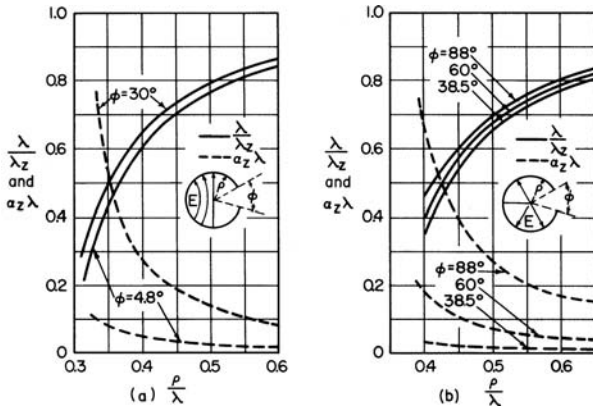 λ/λz and αzλ
1.0
0.8
0.6
0.4
0.2
0
φ=30°
λ/λz
αzλ
E
ρ
φ
φ=4.8°
0.3 0.4 0.5 0.6
(a) ρ/λ
λ/λz and αzλ
1.0
0.8
0.6
0.4
0.2
0
φ=88°
60°
38.5°
λ/λz
αzλ
ρ
φ
E
φ=88°
60°
38.5°
0.4 0.5 0.6
(b) ρ/λ